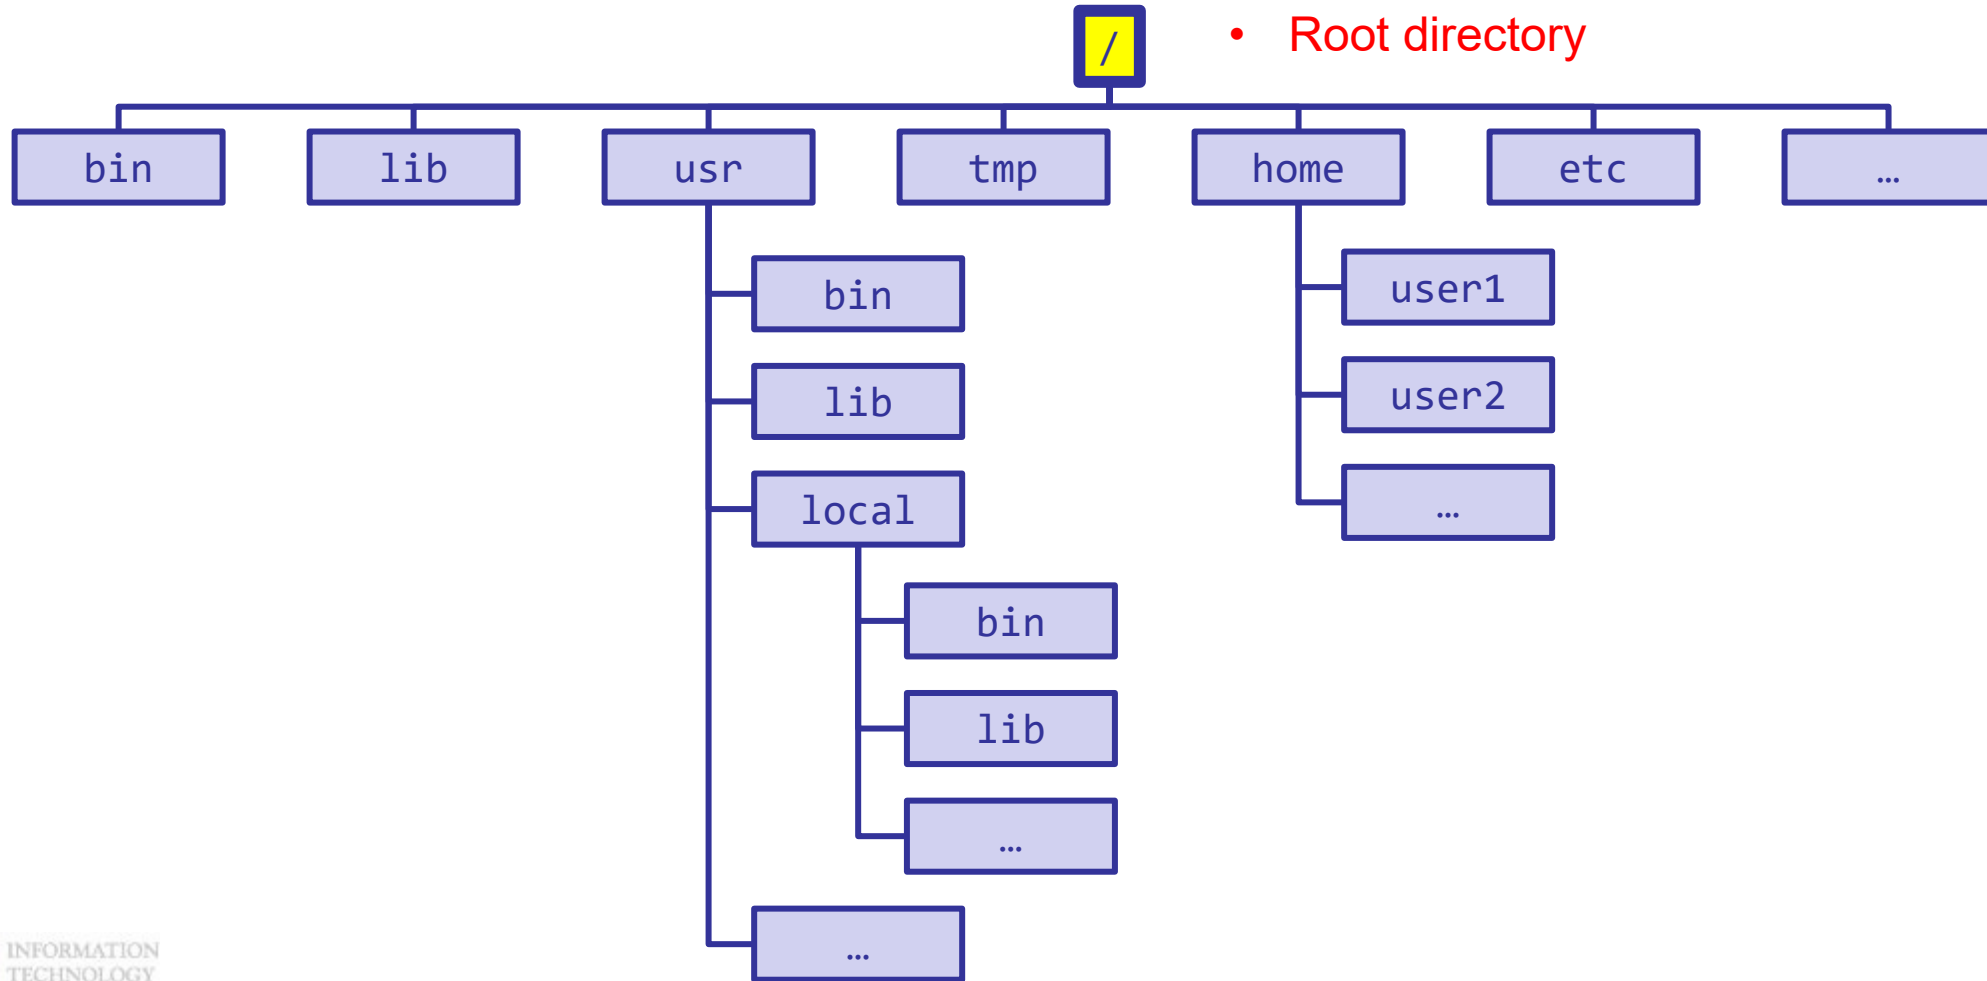 /
• Root directory
bin lib usr tmp home etc …
bin
lib
local
bin
lib
…
…
user1
user2
…
INFORMATION
TECHNOLOGY